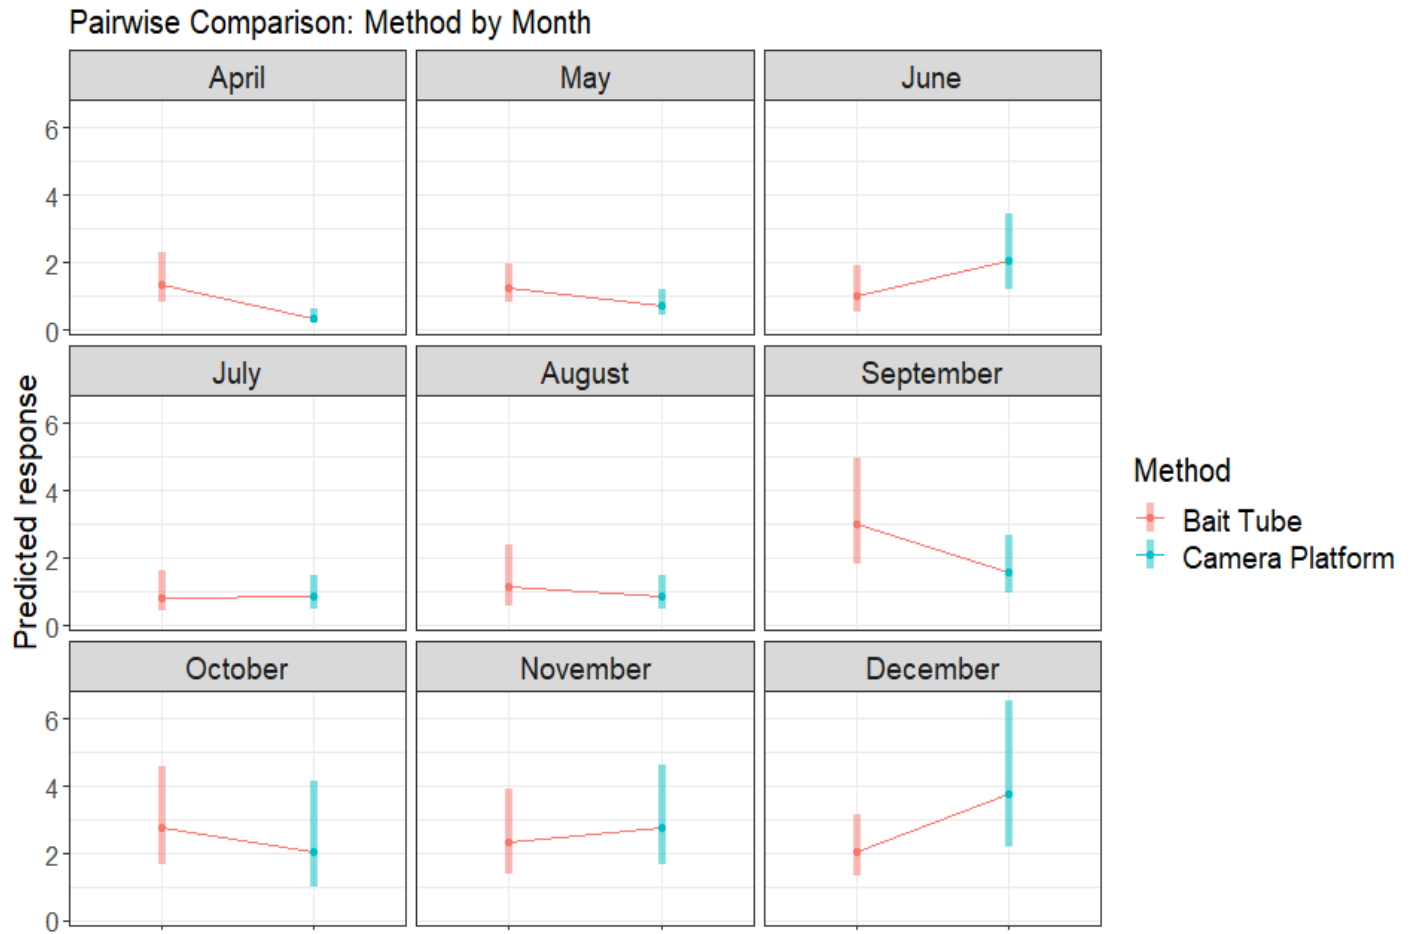 Pairwise Comparison: Method by Month
April May June
6
4
2
0
July August September
6
4
2
0
Predicted response
October November December
6
4
2
0
Method
Bait Tube
Camera Platform